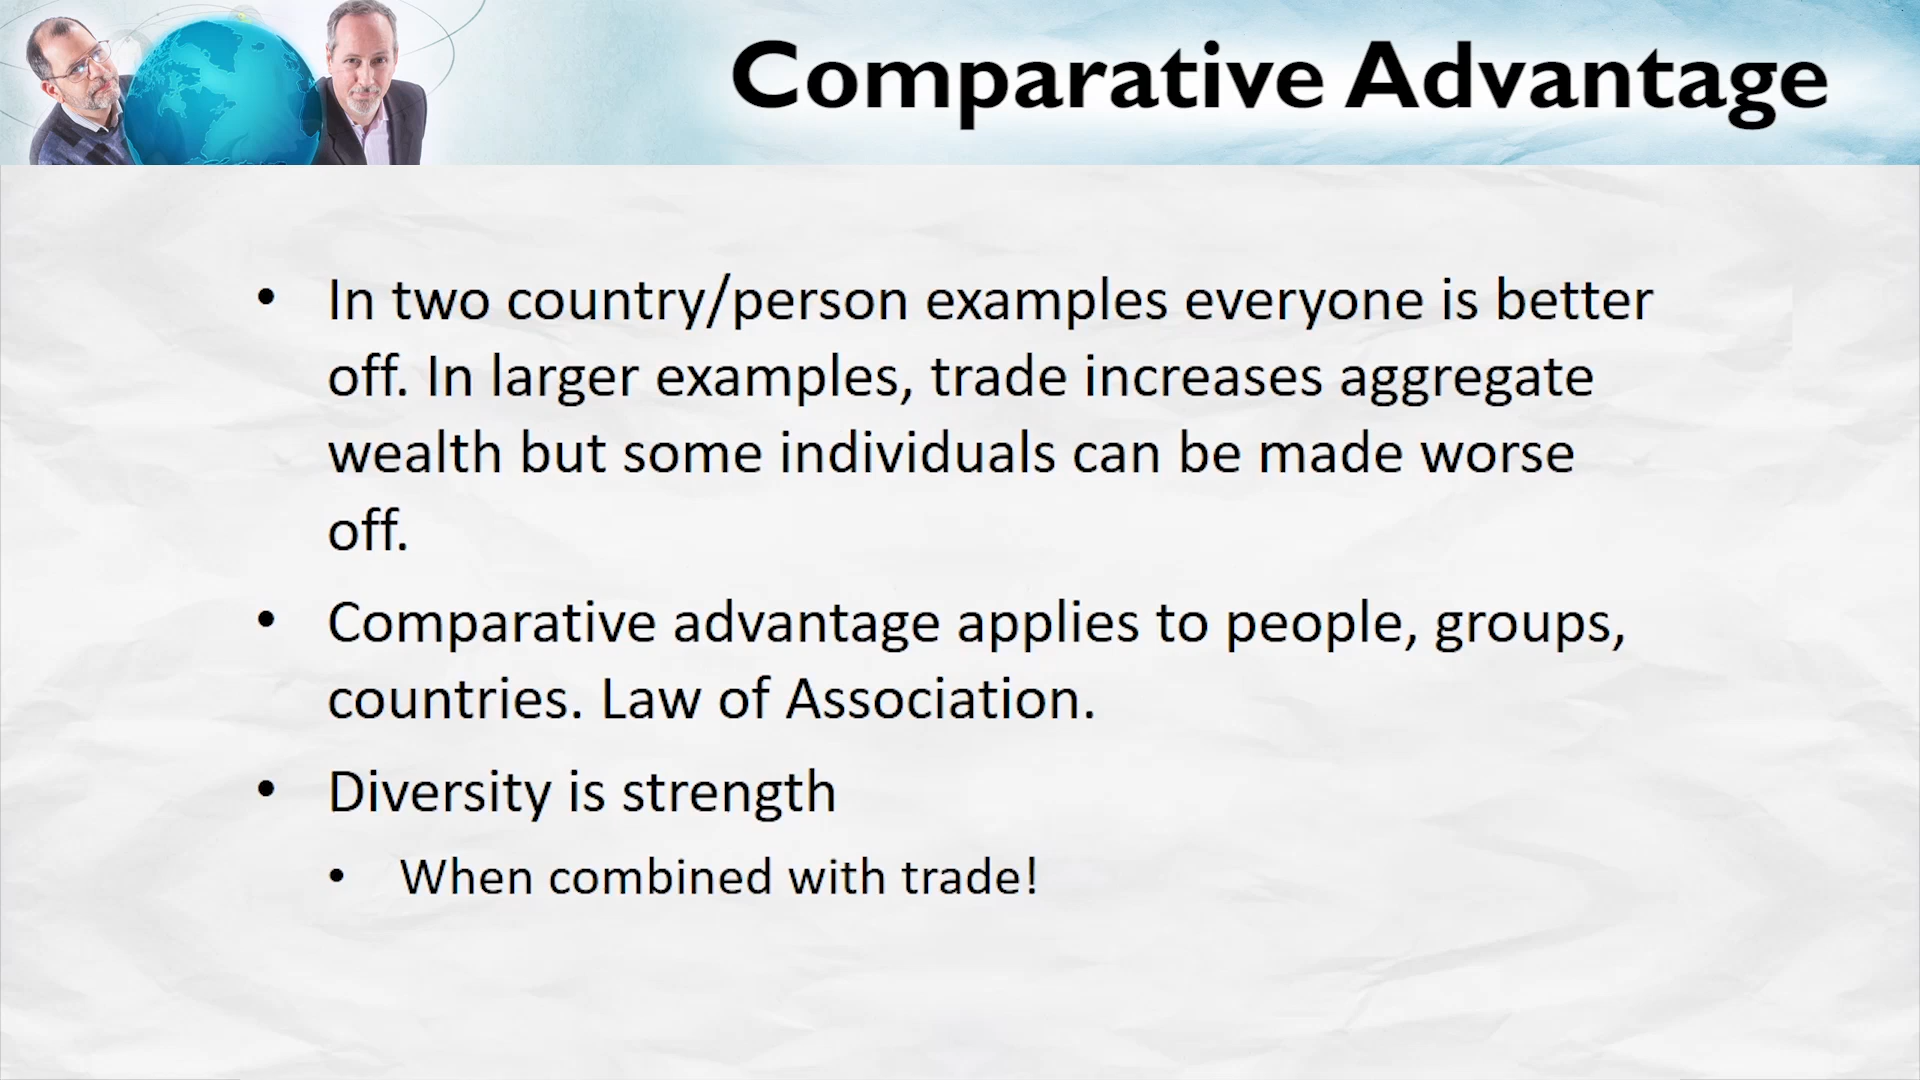 Comparative Advantage
• In two country/person examples everyone is better
off. In larger examples, trade increases aggregate
wealth but some individuals can be made worse
off.
• Comparative advantage applies to people, groups,
countries. Law of Association.
• Diversity is strength
• When combined with trade!